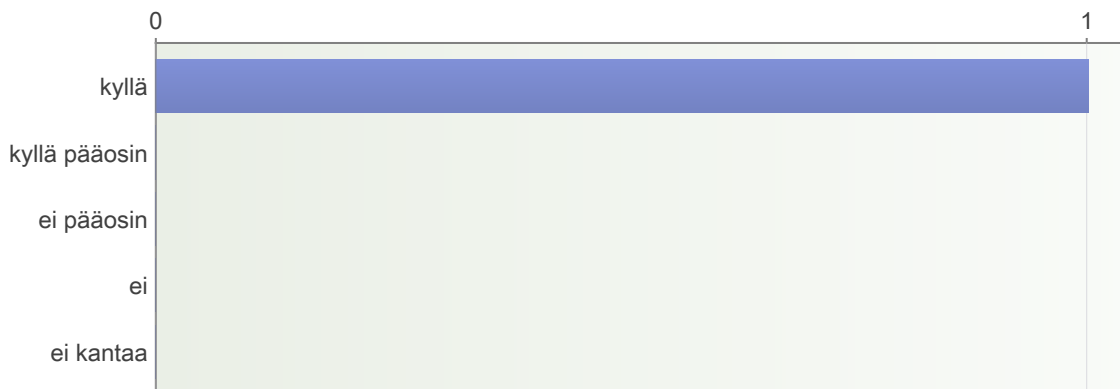 0 1
kyllä
kyllä pääosin
ei pääosin
ei
ei kantaa